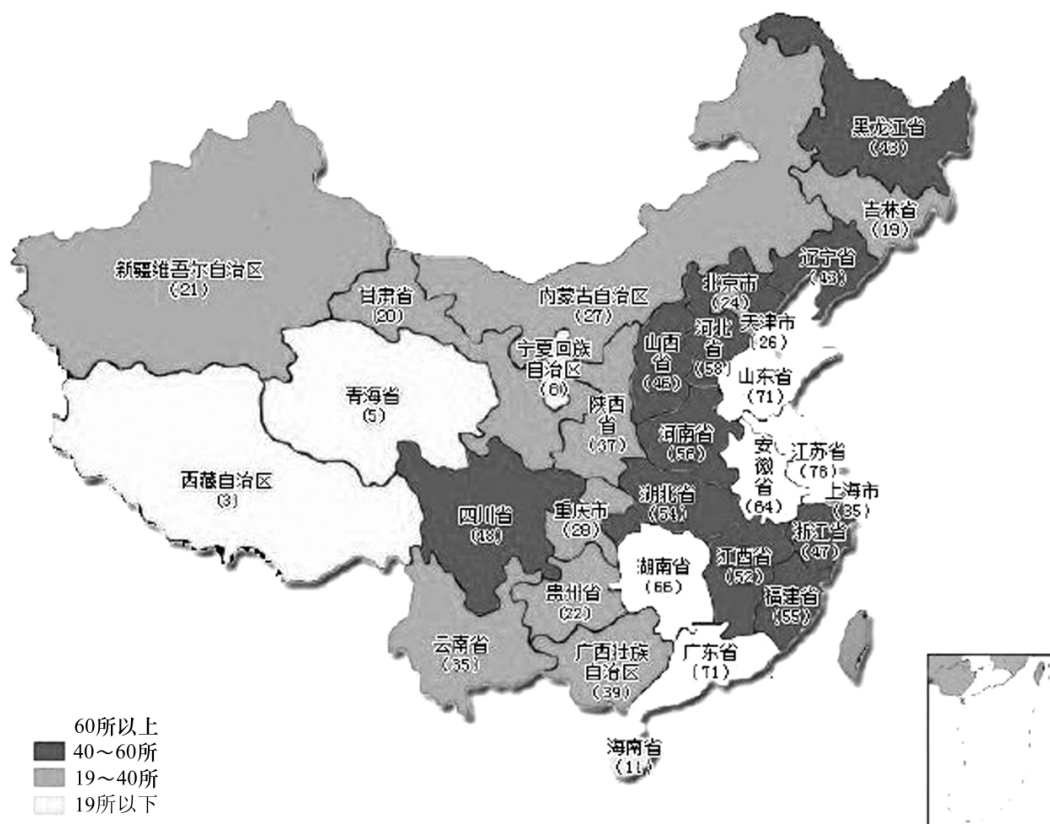 黑龙江省
(43)
吉林省
(19)
辽宁省
(43)
新疆维吾尔自治区
(21)
甘肃省
(20)
内蒙古自治区
(27)
北京市
(24)
天津市
(26)
河北
省
(58)
山西
省
(46)
宁夏回族
自治区
(6)
山东省
(71)
青海省
(5)
陕西
省
(37)
河南省
(56)
安
徽
省
(64)
江苏省
(76)
上海市
(35)
西藏自治区
(3)
四川省
(48)
重庆市
(28)
湖北省
(54)
浙江省
(47)
湖南省
(66)
江西省
(52)
福建省
(55)
贵州省
(22)
云南省
(35)
广西壮族
自治区
(39)
广东省
(71)
海南省
(11)
60所以上
40～60所
19～40所
19所以下